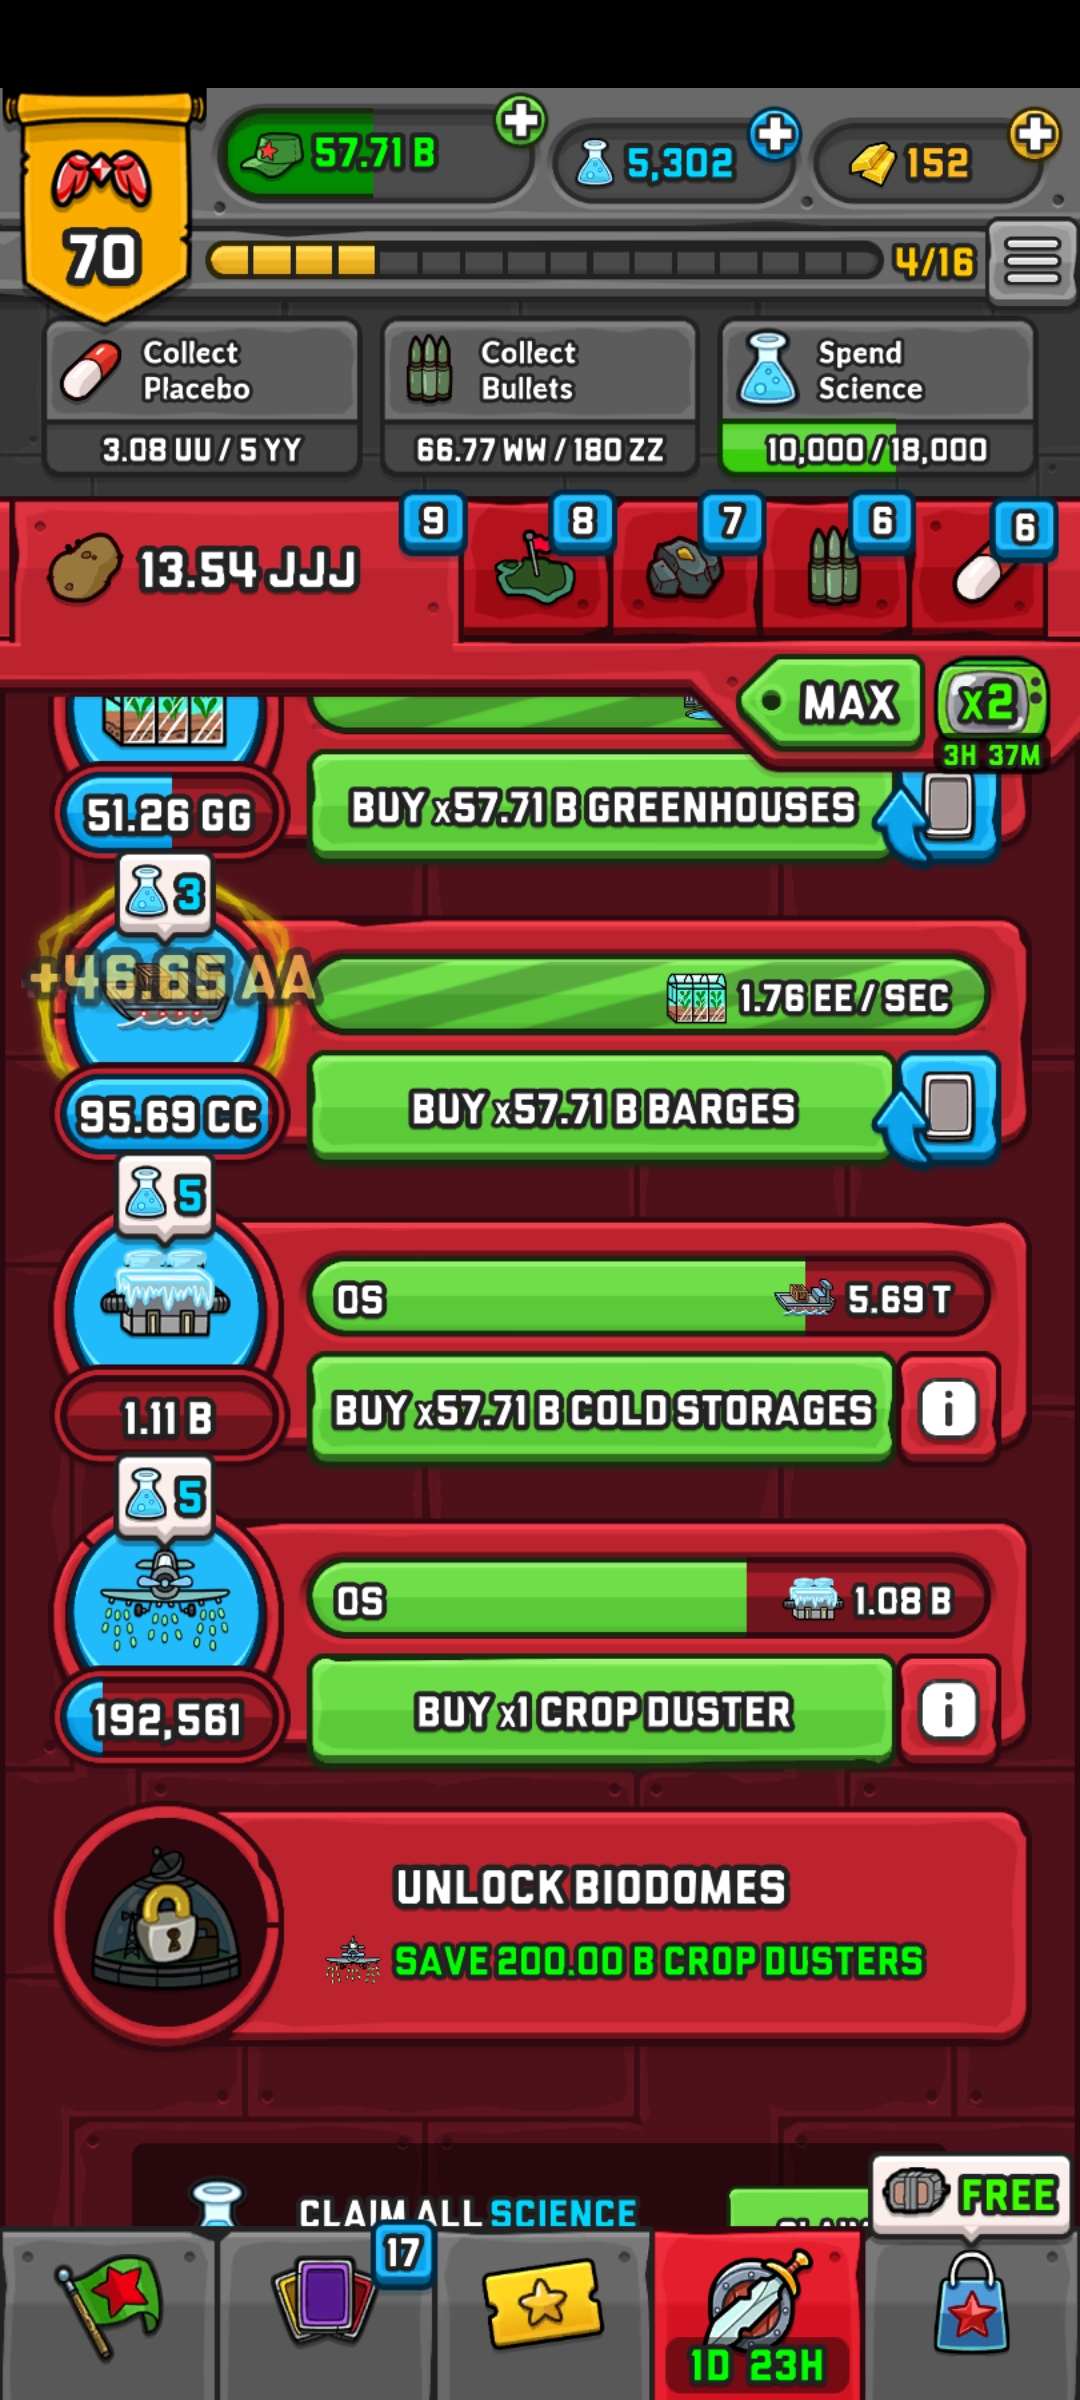 57.71 B
5,302
152
70
4/16
Collect Placebo
3.08 UU / 5 YY
Collect Bullets
66.77 WW / 180 ZZ
Spend Science
10,000 / 18,000
13.54 JJJ
9
8
7
6
6
MAX
x2
3H 37M
51.26 GG
BUY x57.71 B GREENHOUSES
3
+46.65 AA
1.76 EE / SEC
95.69 CC
BUY x57.71 B BARGES
5
0S
5.69 T
1.11 B
BUY x57.71 B COLD STORAGES
i
5
0S
1.08 B
192,561
BUY x1 CROP DUSTER
i
UNLOCK BIODOMES
SAVE 200.00 B CROP DUSTERS
CLAIM ALL SCIENCE
FREE
17
1D 23H